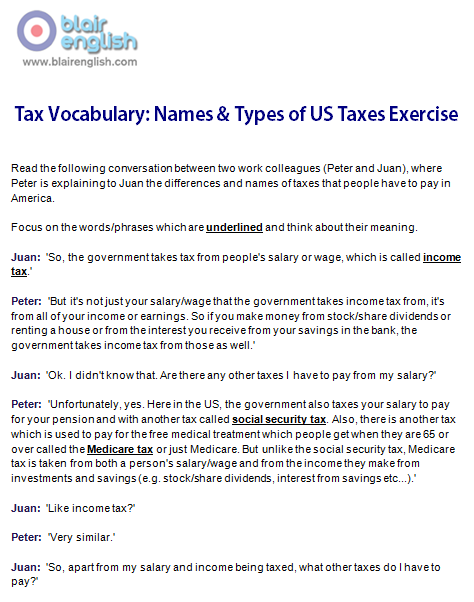 blair
english
www.blairenglish.com
Tax Vocabulary: Names & Types of US Taxes Exercise
Read the following conversation between two work colleagues (Peter and Juan), where
Peter is explaining to Juan the differences and names of taxes that people have to pay in
America.
Focus on the words/phrases which are underlined and think about their meaning.
Juan: 'So, the government takes tax from people's salary or wage, which is called income
tax.'
Peter: 'But it's not just your salary/wage that the government takes income tax from, it's
from all of your income or earnings. So if you make money from stock/share dividends or
renting a house or from the interest you receive from your savings in the bank, the
government takes income tax from those as well.'
Juan: 'Ok. I didn't know that. Are there any other taxes I have to pay from my salary?'
Peter: 'Unfortunately, yes. Here in the US, the government also taxes your salary to pay
for your pension and with another tax called social security tax. Also, there is another tax
which is used to pay for the free medical treatment which people get when they are 65 or
over called the Medicare tax or just Medicare. But unlike the social security tax, Medicare
tax is taken from both a person's salary/wage and from the income they make from
investments and savings (e.g. stock/share dividends, interest from savings etc...).'
Juan: 'Like income tax?'
Peter: 'Very similar.'
Juan: 'So, apart from my salary and income being taxed, what other taxes do I have to
pay?'